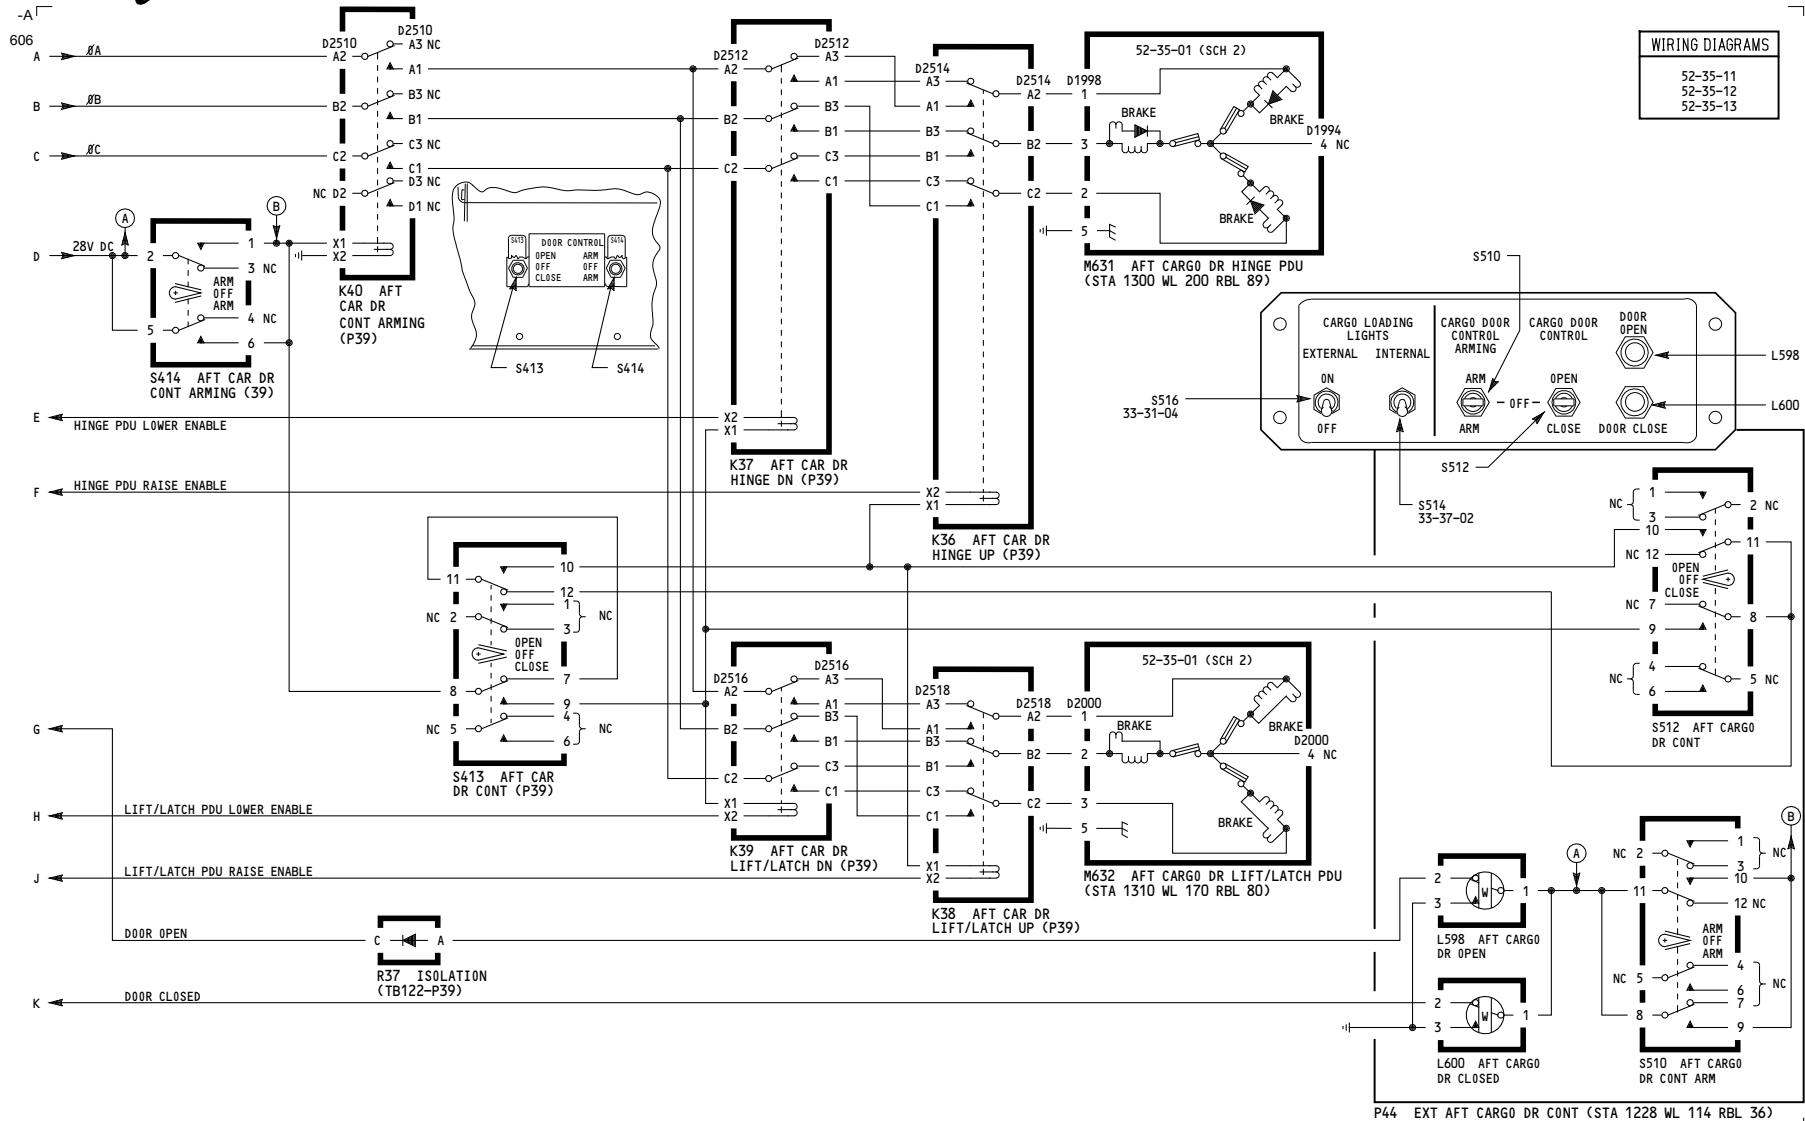 -A
606
A ØA
B ØB
C ØC
D 28V DC
A
B
2
1
3 NC
ARM
OFF
ARM
5
4 NC
6
S414 AFT CAR DR
CONT ARMING (39)
D2510
D2510
A2
A3 NC
A1
B2
B3 NC
B1
C2
C3 NC
C1
NC D2
D3 NC
D1 NC
X1
X2
K40 AFT
CAR DR
CONT ARMING
(P39)
S413
DOOR CONTROL
S414
OPEN ARM
OFF OFF
CLOSE ARM
S413
S414
D2512
D2512
A2
A3
A1
B2
B3
B1
C2
C3
C1
X2
X1
K37 AFT CAR DR
HINGE DN (P39)
D2514
D2514
A3
A2
A1
B3
B2
B1
C3
C2
C1
X2
X1
K36 AFT CAR DR
HINGE UP (P39)
52-35-01 (SCH 2)
D1998
1
3
2
5
BRAKE
BRAKE
BRAKE
D1994
4 NC
M631 AFT CARGO DR HINGE PDU
(STA 1300 WL 200 RBL 89)
WIRING DIAGRAMS
52-35-11
52-35-12
52-35-13
S510
CARGO LOADING
LIGHTS
EXTERNAL INTERNAL
ON
OFF
CARGO DOOR
CONTROL
ARMING
ARM
ARM
OFF
CARGO DOOR
CONTROL
OPEN
CLOSE
DOOR
OPEN
DOOR CLOSE
L598
L600
S516
33-31-04
S512
S514
33-37-02
E HINGE PDU LOWER ENABLE
F HINGE PDU RAISE ENABLE
11
10
12
NC 2
1
3
NC
OPEN
OFF
CLOSE
8
7
9
NC 5
4
6
NC
S413 AFT CAR
DR CONT (P39)
D2516
D2516
A2
A3
A1
B2
B3
B1
C2
C3
C1
X1
X2
K39 AFT CAR DR
LIFT/LATCH DN (P39)
D2518
D2518
A3
A2
A1
B3
B2
B1
C3
C2
C1
X1
X2
K38 AFT CAR DR
LIFT/LATCH UP (P39)
52-35-01 (SCH 2)
D2000
1
2
3
5
BRAKE
BRAKE
BRAKE
D2000
4 NC
M632 AFT CARGO DR LIFT/LATCH PDU
(STA 1310 WL 170 RBL 80)
NC
1
3
2 NC
10
11
NC 12
OPEN
OFF
CLOSE
NC 7
8
9
NC
4
6
5 NC
S512 AFT CARGO
DR CONT
G DOOR OPEN
H LIFT/LATCH PDU LOWER ENABLE
J LIFT/LATCH PDU RAISE ENABLE
K DOOR CLOSED
C A
R37 ISOLATION
(TB122-P39)
2
3
W
1
L598 AFT CARGO
DR OPEN
2
3
W
1
L600 AFT CARGO
DR CLOSED
A
B
NC 2
1
3
NC
11
10
12 NC
ARM
OFF
ARM
NC 5
4
6
7
NC
8
9
S510 AFT CARGO
DR CONT ARM
P44 EXT AFT CARGO DR CONT (STA 1228 WL 114 RBL 36)